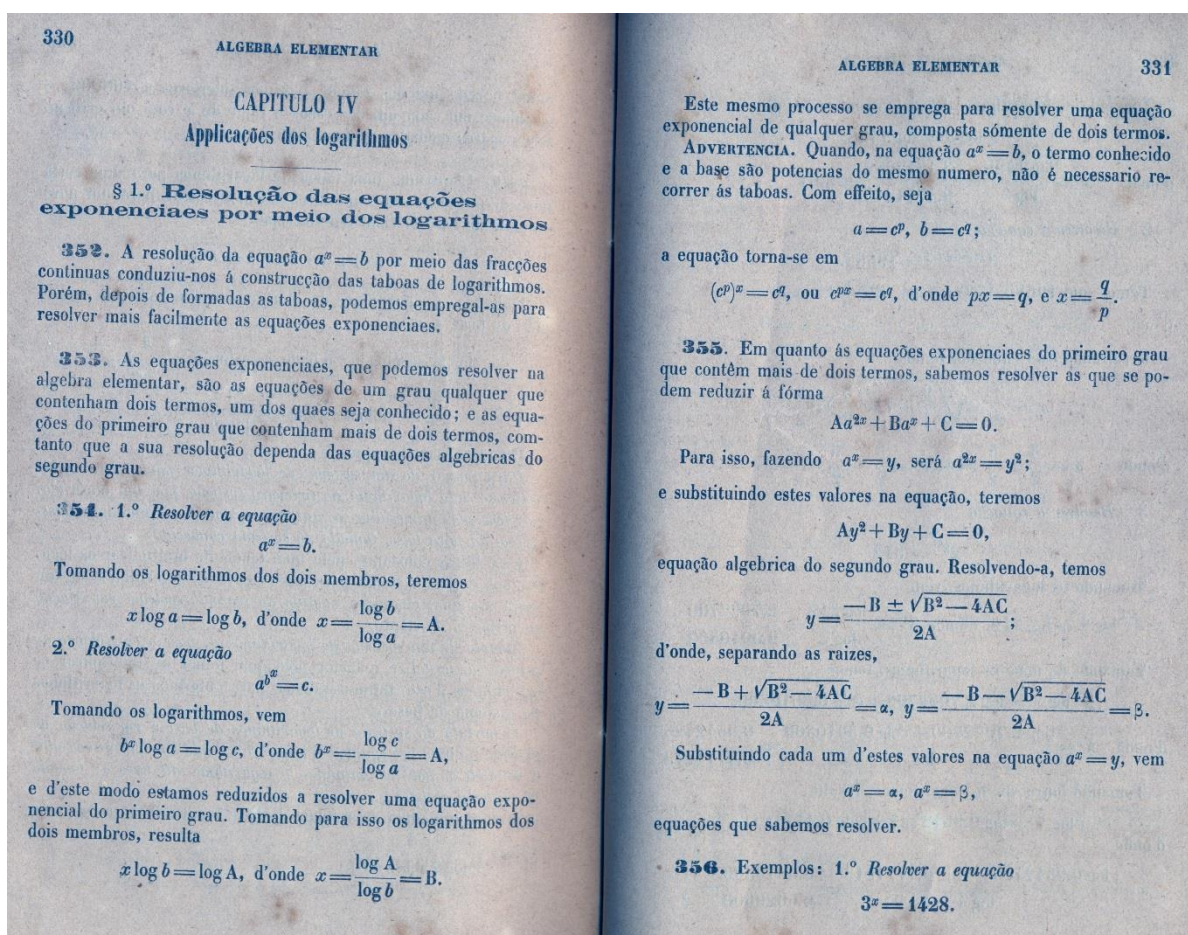 330
ALGEBRA ELEMENTAR
CAPITULO IV
Applicações dos logarithmos
§ 1.º Resolução das equações
exponenciaes por meio dos logarithmos
352. A resolução da equação aˣ=b por meio das fracções
continuas conduziu-nos á construcção das taboas de logarithmos.
Porém, depois de formadas as taboas, podemos empregal-as para
resolver mais facilmente as equações exponenciaes.
353. As equações exponenciaes, que podemos resolver na
algebra elementar, são as equações de um grau qualquer que
contenham dois termos, um dos quaes seja conhecido; e as equa-
ções do primeiro grau que contenham mais de dois termos, com-
tanto que a sua resolução dependa das equações algebricas do
segundo grau.
354. 1.º Resolver a equação
aˣ=b.
Tomando os logarithmos dos dois membros, teremos
x log a=log b, d'onde x=log b/log a=A.
2.º Resolver a equação
a^(b^x)=c.
Tomando os logarithmos, vem
bˣ log a=log c, d'onde bˣ=log c/log a=A,
e d'este modo estamos reduzidos a resolver uma equação expo-
nencial do primeiro grau. Tomando para isso os logarithmos dos
dois membros, resulta
x log b=log A, d'onde x=log A/log b=B.
ALGEBRA ELEMENTAR 331
Este mesmo processo se emprega para resolver uma equação
exponencial de qualquer grau, composta sómente de dois termos.
ADVERTENCIA. Quando, na equação aˣ=b, o termo conhecido
e a base são potencias do mesmo numero, não é necessario re-
correr ás taboas. Com effeito, seja
a=c^p, b=c^q;
a equação torna-se em
(c^p)^x=c^q, ou c^(px)=c^q, d'onde px=q, e x=q/p.
355. Em quanto ás equações exponenciaes do primeiro grau
que contêm mais de dois termos, sabemos resolver as que se po-
dem reduzir á fórma
Aa²ˣ+Baˣ+C=0.
Para isso, fazendo aˣ=y, será a²ˣ=y²;
e substituindo estes valores na equação, teremos
Ay²+By+C=0,
equação algebrica do segundo grau. Resolvendo-a, temos
y=(—B ± √(B²—4AC))/2A;
d'onde, separando as raizes,
y=(—B+√(B²—4AC))/2A=α, y=(—B—√(B²—4AC))/2A=β.
Substituindo cada um d'estes valores na equação aˣ=y, vem
aˣ=α, aˣ=β,
equações que sabemos resolver.
356. Exemplos: 1.º Resolver a equação
3ˣ=1428.